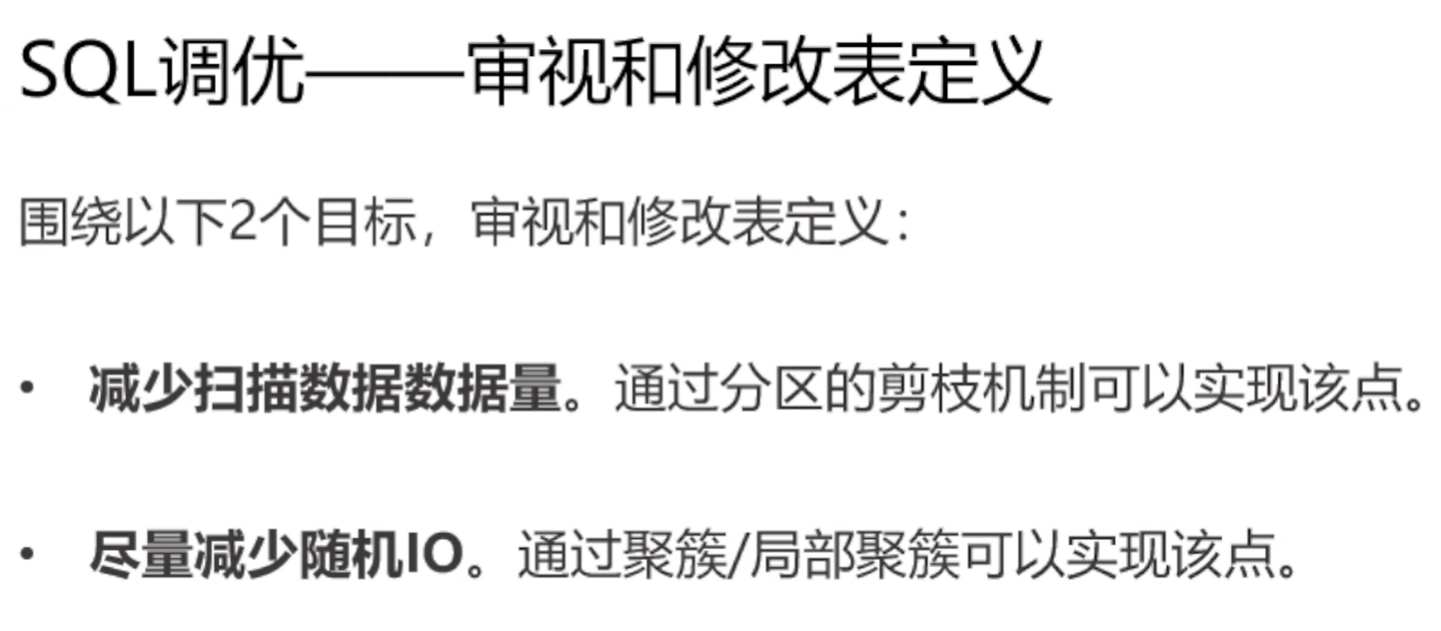 SQL调优——审视和修改表定义
围绕以下2个目标，审视和修改表定义：
• 减少扫描数据数据量。通过分区的剪枝机制可以实现该点。
• 尽量减少随机IO。通过聚簇/局部聚簇可以实现该点。